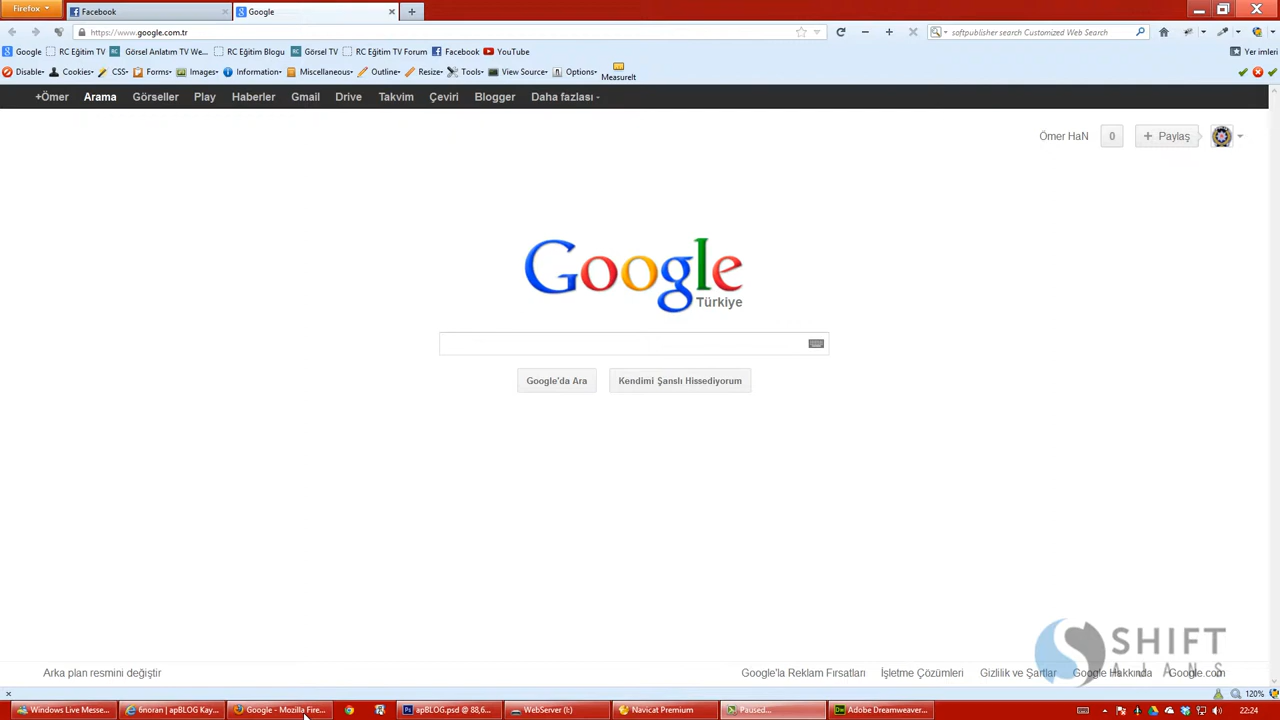 Firefox
Facebook
Google
https://www.google.com.tr
softpublisher search Customized Web Search
Google RC Eğitim TV Görsel Anlatım TV We... RC Eğitim Blogu Görsel TV RC Eğitim TV Forum Facebook YouTube Yer imleri
Disable Cookies CSS Forms Images Information Miscellaneous Outline Resize Tools View Source Options MeasureIt
+Ömer Arama Görseller Play Haberler Gmail Drive Takvim Çeviri Blogger Daha fazlası
Ömer HaN 0 + Paylaş
Google
Türkiye
Google'da Ara Kendimi Şanslı Hissediyorum
SHIFT
AJANS
Arka plan resmini değiştir Google'la Reklam Fırsatları İşletme Çözümleri Gizlilik ve Şartlar Google Hakkında Google.com
120%
Windows Live Messe... 6noran | apBLOG Kay... Google - Mozilla Fire... Ps apBLOG.psd @ 88,6... WebServer (I:) Navicat Premium Paused... Dw Adobe Dreamweaver... 22:24